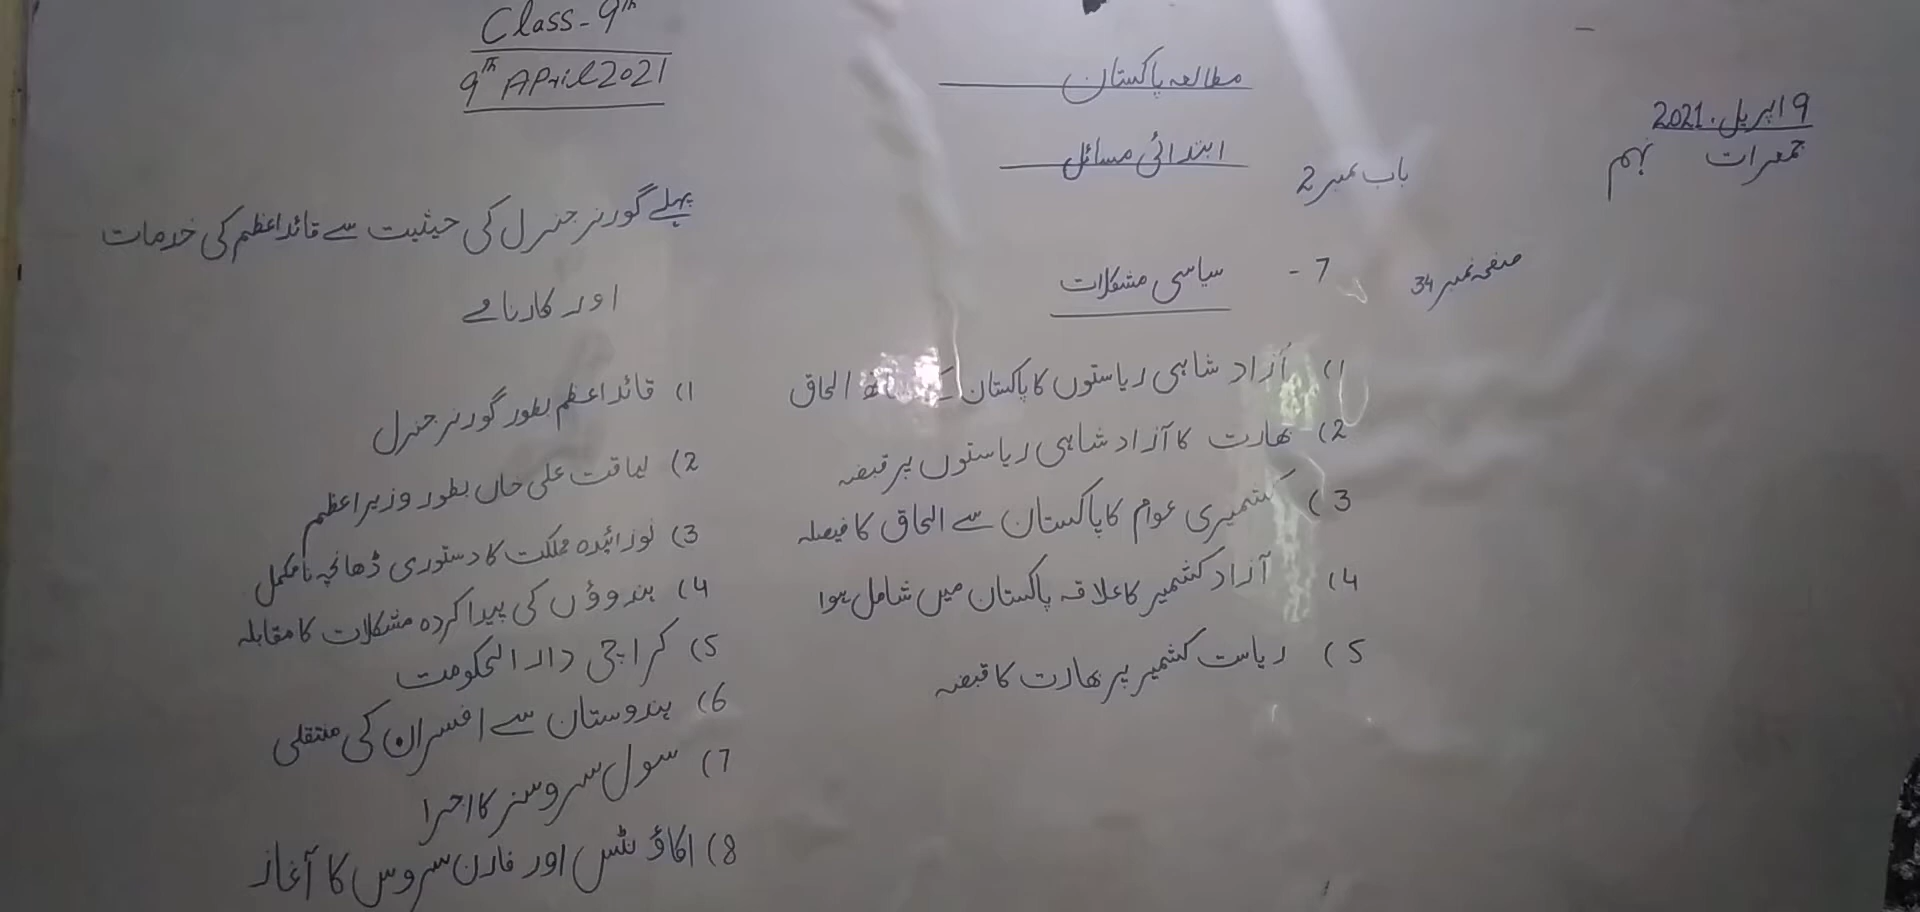 Class-9th
9th April 2021
مطالعہ پاکستان
9 اپریل، 2021
جمعرات نہم
ابتدائی مسائل
باب نمبر 2
صفحہ نمبر 34
7 - سیاسی مشکلات
1) آزاد شاہی ریاستوں کا پاکستان کے ساتھ الحاق
2) بھارت کا آزاد شاہی ریاستوں پر قبضہ
3) کشمیری عوام کا پاکستان سے الحاق کا فیصلہ
4) آزاد کشمیر کا علاقہ پاکستان میں شامل ہوا
5) ریاست کشمیر پر بھارت کا قبضہ
پہلے گورنر جنرل کی حیثیت سے قائداعظم کی خدمات
اور کارنامے
1) قائداعظم بطور گورنر جنرل
2) لیاقت علی خاں بطور وزیراعظم
3) نوزائیدہ مملکت کا دستوری ڈھانچہ نامکمل
4) ہندوؤں کی پیدا کردہ مشکلات کا مقابلہ
5) کراچی دارالحکومت
6) ہندوستان سے افسران کی منتقلی
7) سول سروسز کا اجرا
8) اکاؤنٹس اور فارن سروس کا آغاز